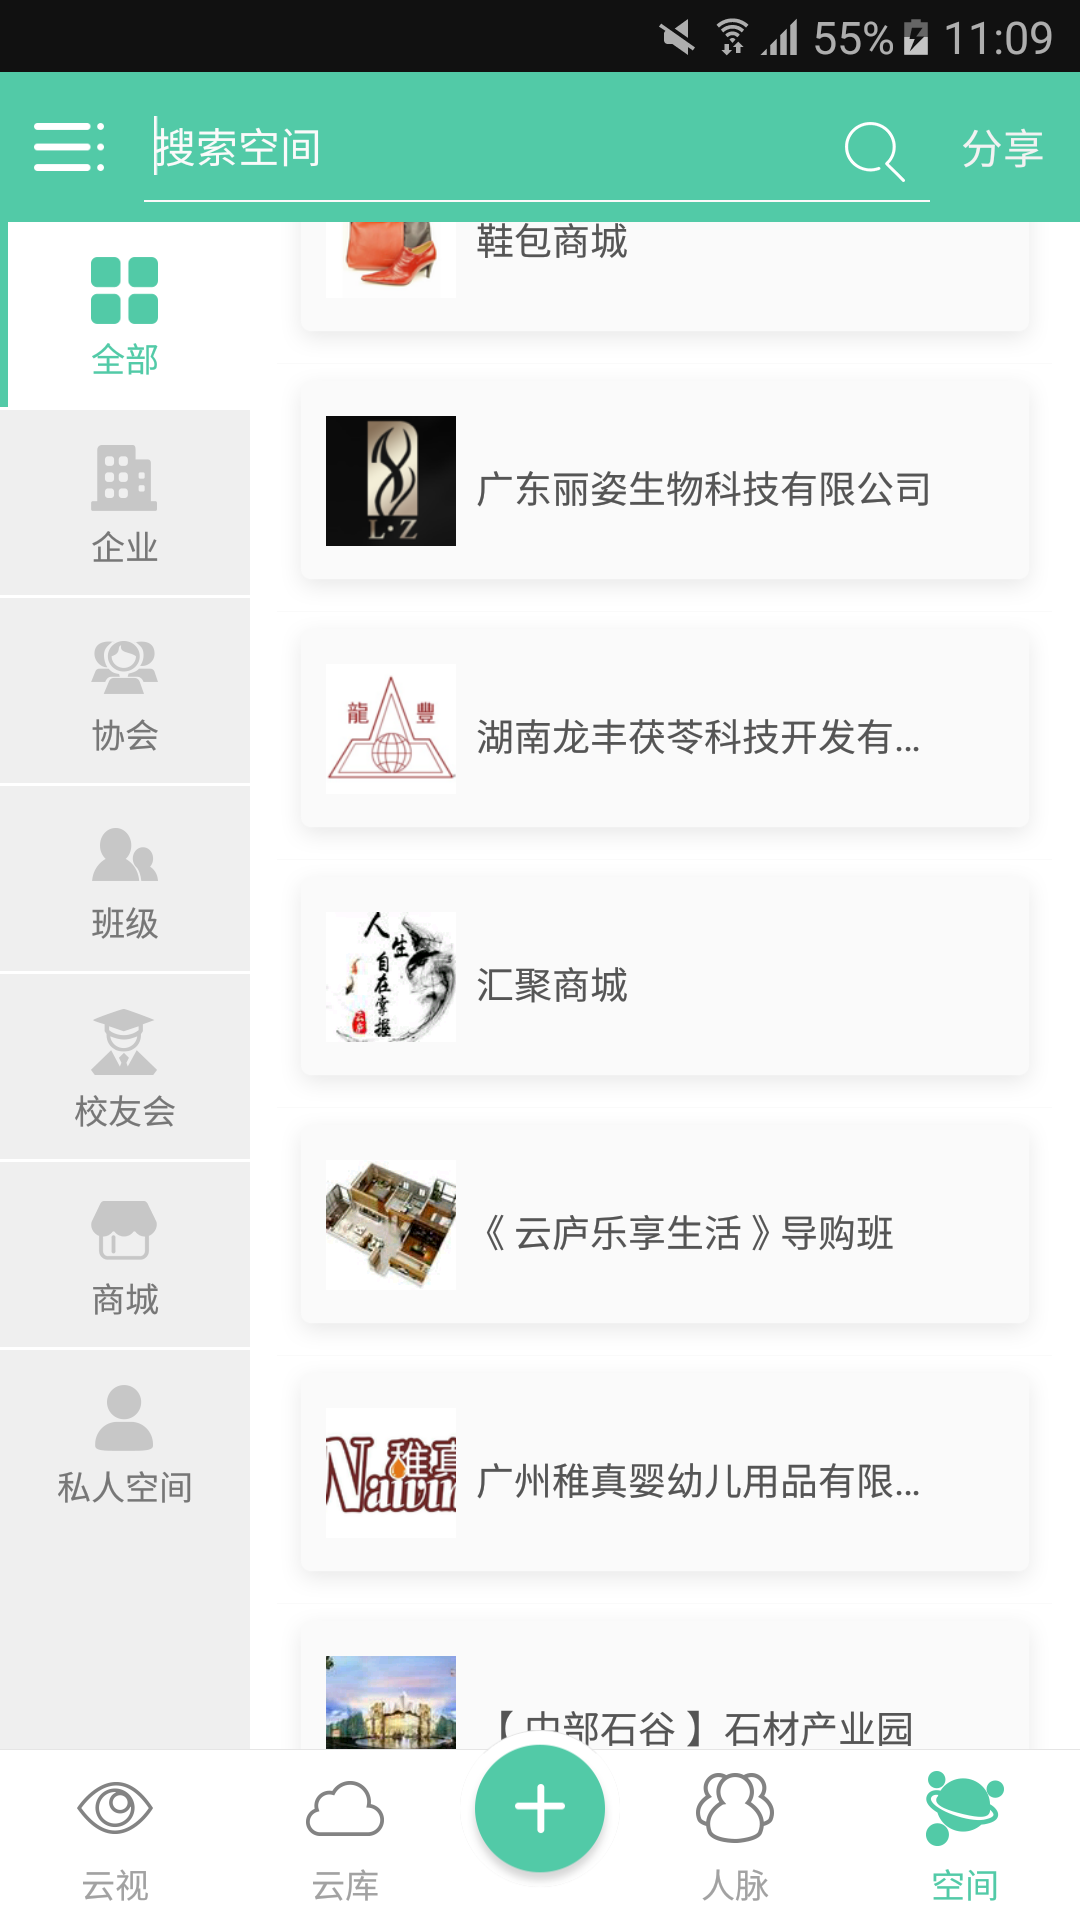 55% 11:09
搜索空间
分享
全部
企业
协会
班级
校友会
商城
私人空间
鞋包商城
L·Z
广东丽姿生物科技有限公司
龍 豐
湖南龙丰茯苓科技开发有...
人生
自在掌握
汇聚商城
《云庐乐享生活》导购班
稚真
广州稚真婴幼儿用品有限...
【中部石谷】石材产业园
云视
云库
人脉
空间